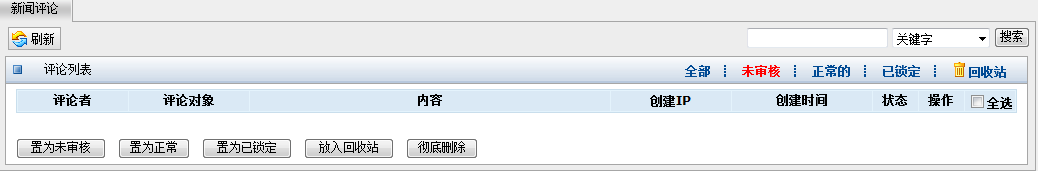 新闻评论
刷新 关键字 搜索
评论列表 全部 未审核 正常的 已锁定 回收站
评论者 评论对象 内容 创建IP 创建时间 状态 操作 全选
置为未审核 置为正常 置为已锁定 放入回收站 彻底删除